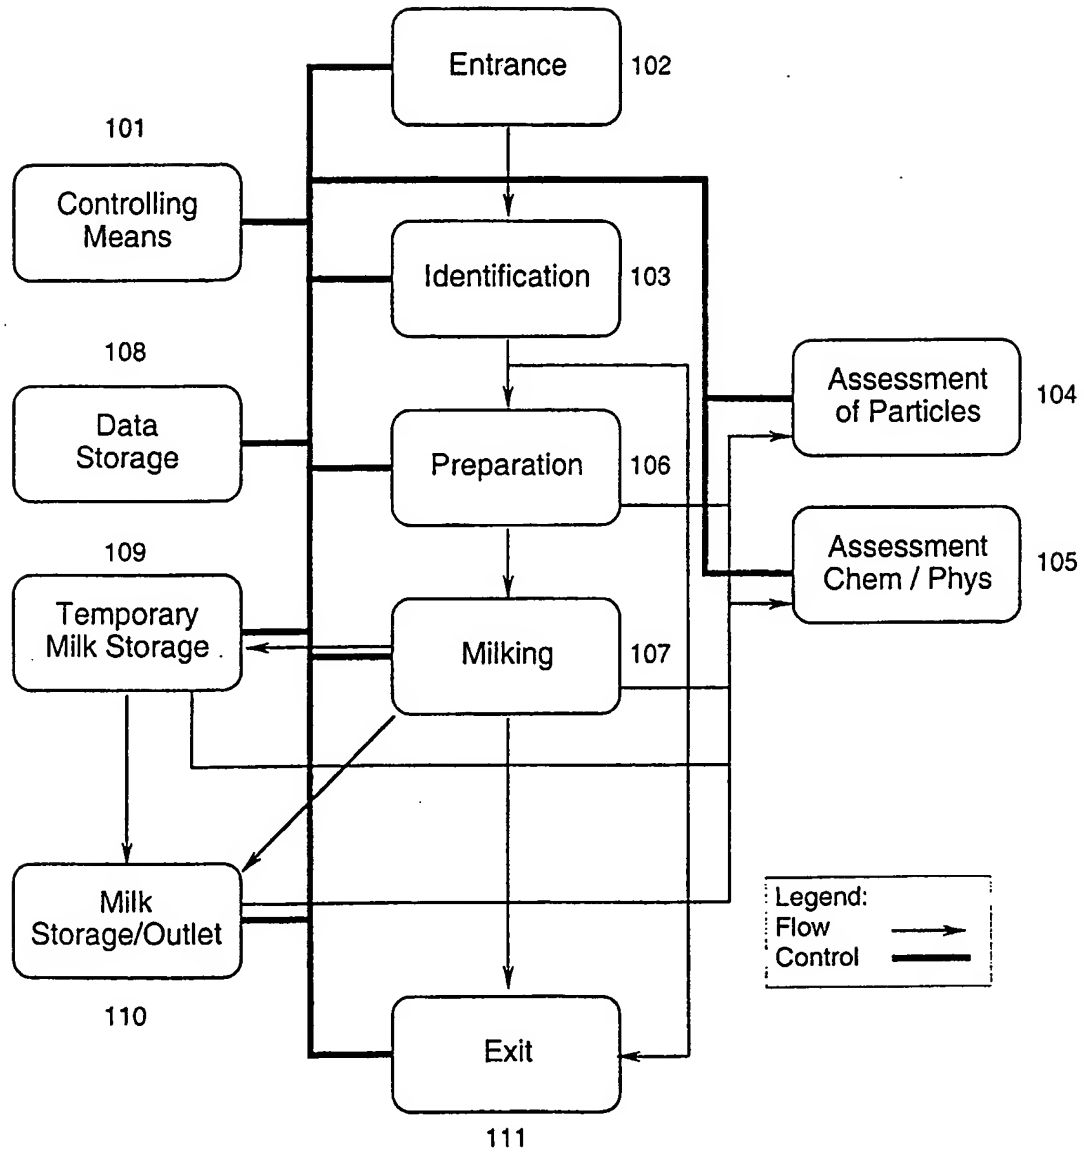 Entrance
102
101
Controlling
Means
Identification
103
108
Data
Storage
Assessment
of Particles
104
Preparation
106
109
Temporary
Milk Storage
Assessment
Chem / Phys
105
Milking
107
Milk
Storage/Outlet
110
Legend:
Flow
Control
Exit
111